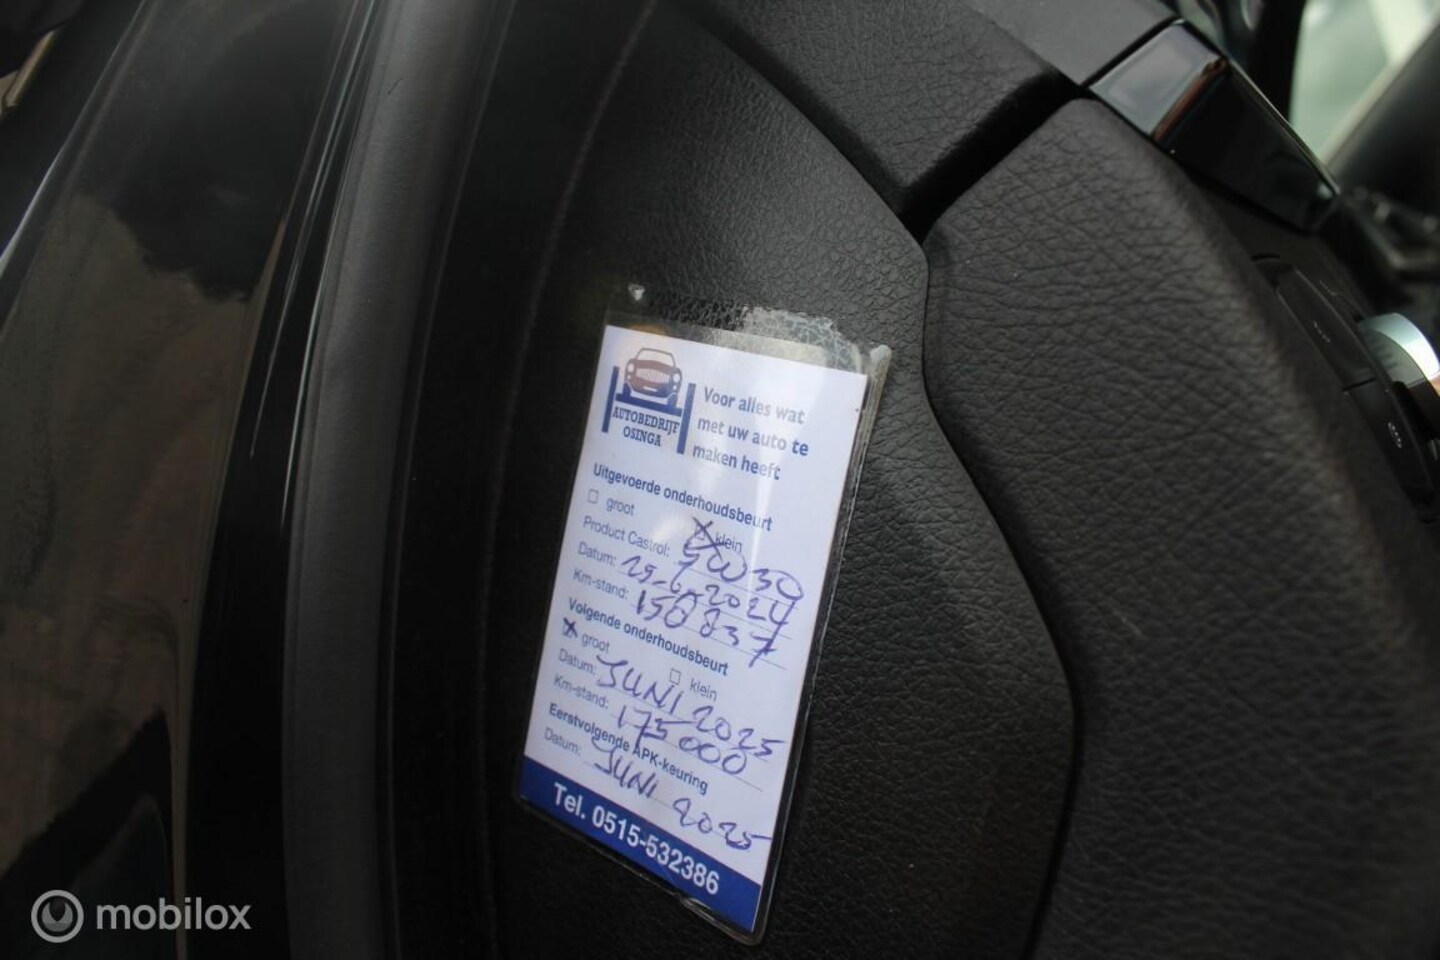 AUTOBEDRIJF
OSINGA
Voor alles wat
met uw auto te
maken heeft
Uitgevoerde onderhoudsbeurt
groot klein
Product Castrol: 5W30
Datum: 25-6-2024
Km-stand: 158837
Volgende onderhoudsbeurt
groot klein
Datum: JUNI 2025
Km-stand: 175000
Eerstvolgende APK-keuring
Datum: JUNI 2025
Tel. 0515-532386
mobilox